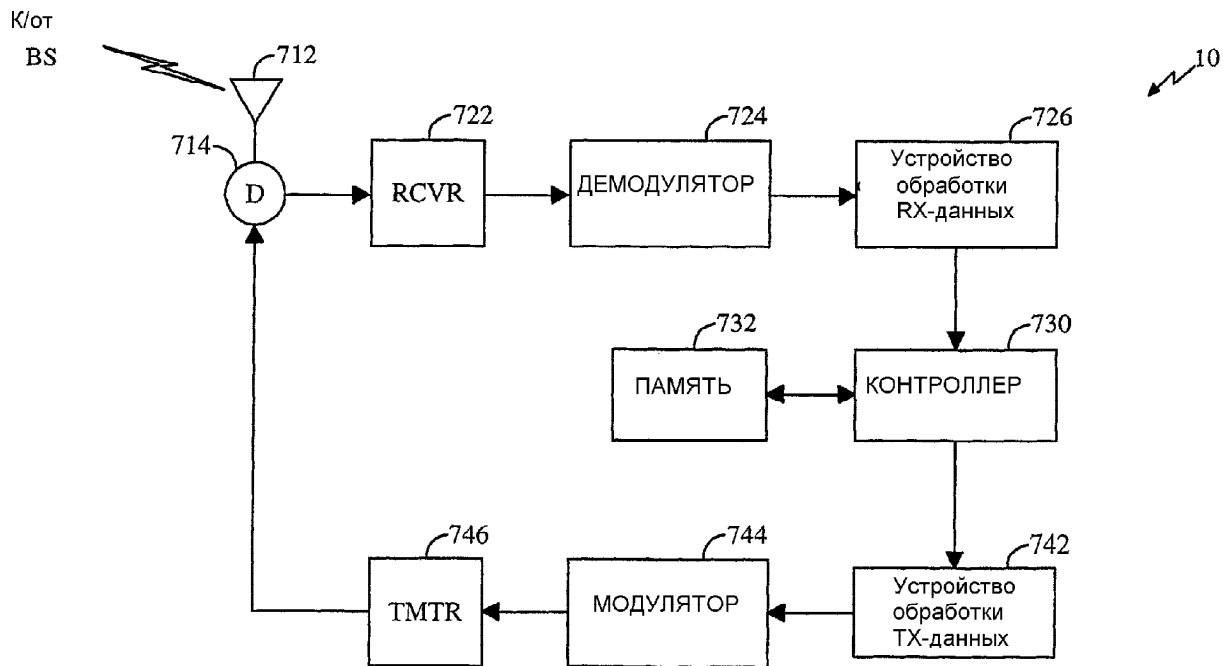 К/от
BS
712
10
714
D
722
RCVR
724
ДЕМОДУЛЯТОР
726
Устройство
обработки
RX-данных
732
ПАМЯТЬ
730
КОНТРОЛЛЕР
746
TMTR
744
МОДУЛЯТОР
742
Устройство
обработки
TX-данных